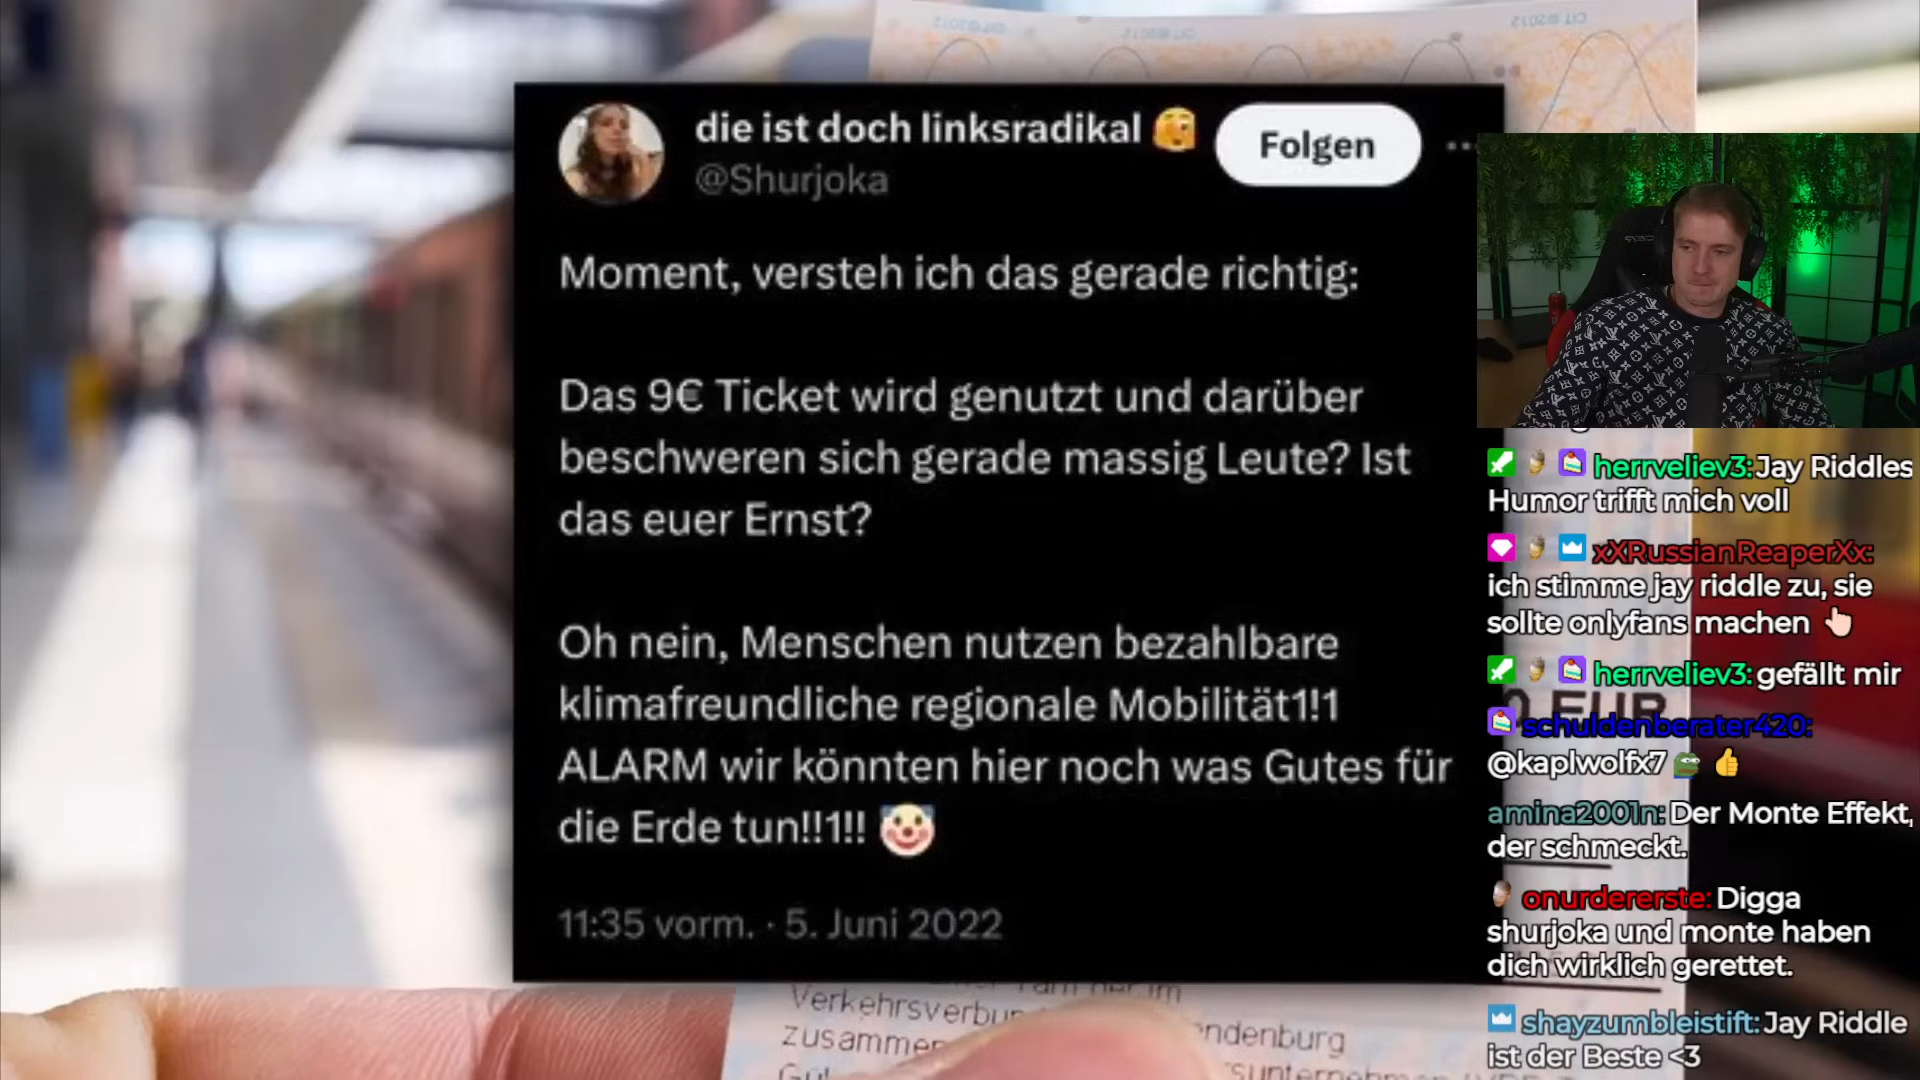 die ist doch linksradikal
@Shurjoka
Folgen
Moment, versteh ich das gerade richtig:
Das 9€ Ticket wird genutzt und darüber
beschweren sich gerade massig Leute? Ist
das euer Ernst?
Oh nein, Menschen nutzen bezahlbare
klimafreundliche regionale Mobilität1!1
ALARM wir könnten hier noch was Gutes für
die Erde tun!!1!!
11:35 vorm. · 5. Juni 2022
herrveliev3: Jay Riddles
Humor trifft mich voll
xXRussianReaperXx:
ich stimme jay riddle zu, sie
sollte onlyfans machen
herrveliev3: gefällt mir
schuldenberater420:
@kaplwolfx7
amina2001n: Der Monte Effekt,
der schmeckt.
onurdererste: Digga
shurjoka und monte haben
dich wirklich gerettet.
shayzumbleistift: Jay Riddle
ist der Beste <3
EUR